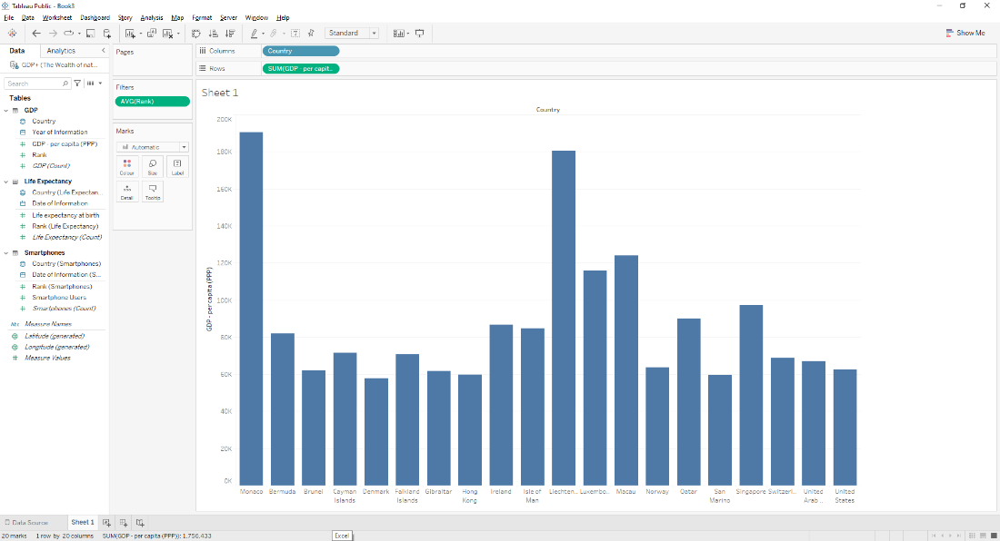 Tableau Public - Book3
File Data Worksheet Dashboard Story Analysis Map Format Server Window Help
Standard
Show Me
Data Analytics
GDP+ (The Wealth of nat...
Search
Tables
GDP
Country
Year of Information
GDP - per capita (PPP)
Rank
GDP (Count)
Life Expectancy
Country (Life Expectan...
Date of Information
Life expectancy at birth
Rank (Life Expectancy)
Life Expectancy (Count)
Smartphones
Country (Smartphones)
Date of Information (S...
Rank (Smartphones)
Smartphone Users
Smartphones (Count)
Abc Measure Names
Latitude (generated)
Longitude (generated)
Measure Values
Pages
Filters
AVG(Rank)
Marks
Automatic
Colour Size Label
Detail Tooltip
Columns Country
Rows SUM(GDP - per capit..
Sheet 1
Country
GDP - per capita (PPP)
200K
180K
160K
140K
120K
100K
80K
60K
40K
20K
0K
Monaco
Bermuda
Brunei
Cayman
Islands
Denmark
Falkland
Islands
Gibraltar
Hong
Kong
Ireland
Isle of
Man
Liechten..
Luxembo..
Macau
Norway
Qatar
San
Marino
Singapore
Switzerl..
United
Arab..
United
States
Data Source Sheet 1
20 marks 1 row by 20 columns SUM(GDP - per capita (PPP)): 1,756,433
Excel